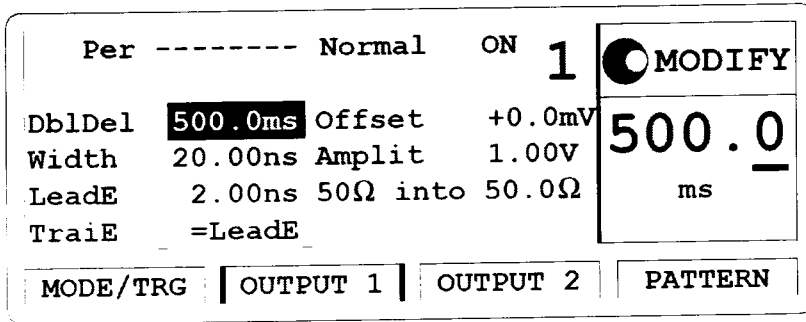 Per -------- Normal ON 1 MODIFY
DblDel 500.0ms Offset +0.0mV 500.0
Width 20.00ns Amplit 1.00V
LeadE 2.00ns 50Ω into 50.0Ω ms
TraiE =LeadE
MODE/TRG OUTPUT 1 OUTPUT 2 PATTERN